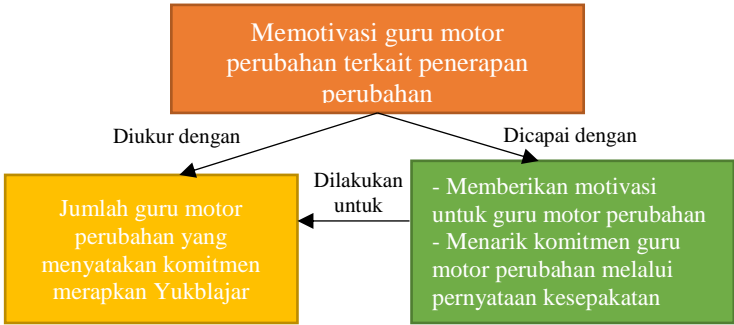 Memotivasi guru motor
perubahan terkait penerapan
perubahan
Diukur dengan
Dicapai dengan
Jumlah guru motor
perubahan yang
menyatakan komitmen
merapkan Yukblajar
Dilakukan
untuk
- Memberikan motivasi
untuk guru motor perubahan
- Menarik komitmen guru
motor perubahan melalui
pernyataan kesepakatan